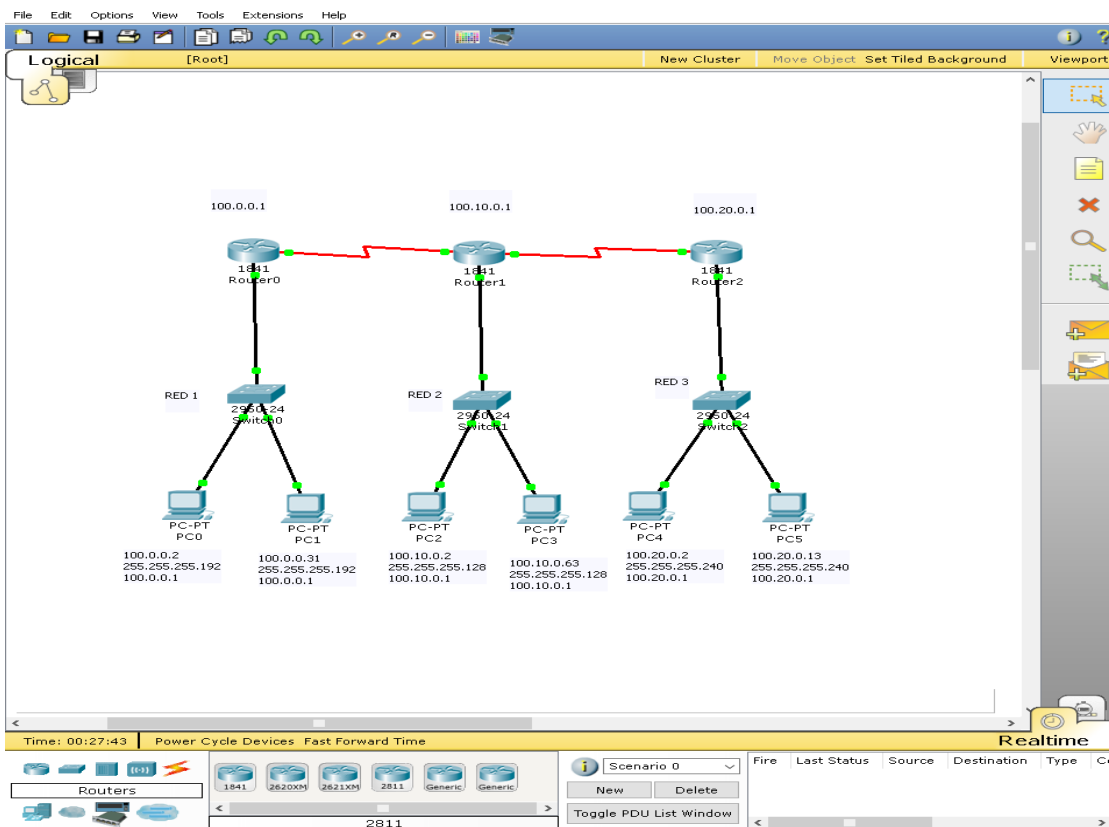 File Edit Options View Tools Extensions Help
Logical [Root] New Cluster Move Object Set Tiled Background Viewport
100.0.0.1
100.10.0.1
100.20.0.1
1841
Router0
1841
Router1
1841
Router2
RED 1
RED 2
RED 3
2950-24
Switch0
2950-24
Switch1
2950-24
Switch2
PC-PT
PC0
PC-PT
PC1
PC-PT
PC2
PC-PT
PC3
PC-PT
PC4
PC-PT
PC5
100.0.0.2
255.255.255.192
100.0.0.1
100.0.0.31
255.255.255.192
100.0.0.1
100.10.0.2
255.255.255.128
100.10.0.1
100.10.0.63
255.255.255.128
100.10.0.1
100.20.0.2
255.255.255.240
100.20.0.1
100.20.0.13
255.255.255.240
100.20.0.1
Time: 00:27:43 Power Cycle Devices Fast Forward Time Realtime
Routers
1841 2620XM 2621XM 2811 Generic Generic
2811
Scenario 0
New Delete
Toggle PDU List Window
Fire Last Status Source Destination Type